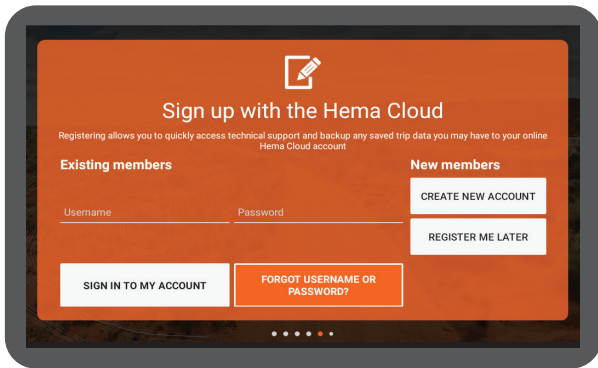 Sign up with the Hema Cloud
Registering allows you to quickly access technical support and backup any saved trip data you may have to your online
Hema Cloud account
Existing members
Username
Password
SIGN IN TO MY ACCOUNT
FORGOT USERNAME OR
PASSWORD?
New members
CREATE NEW ACCOUNT
REGISTER ME LATER